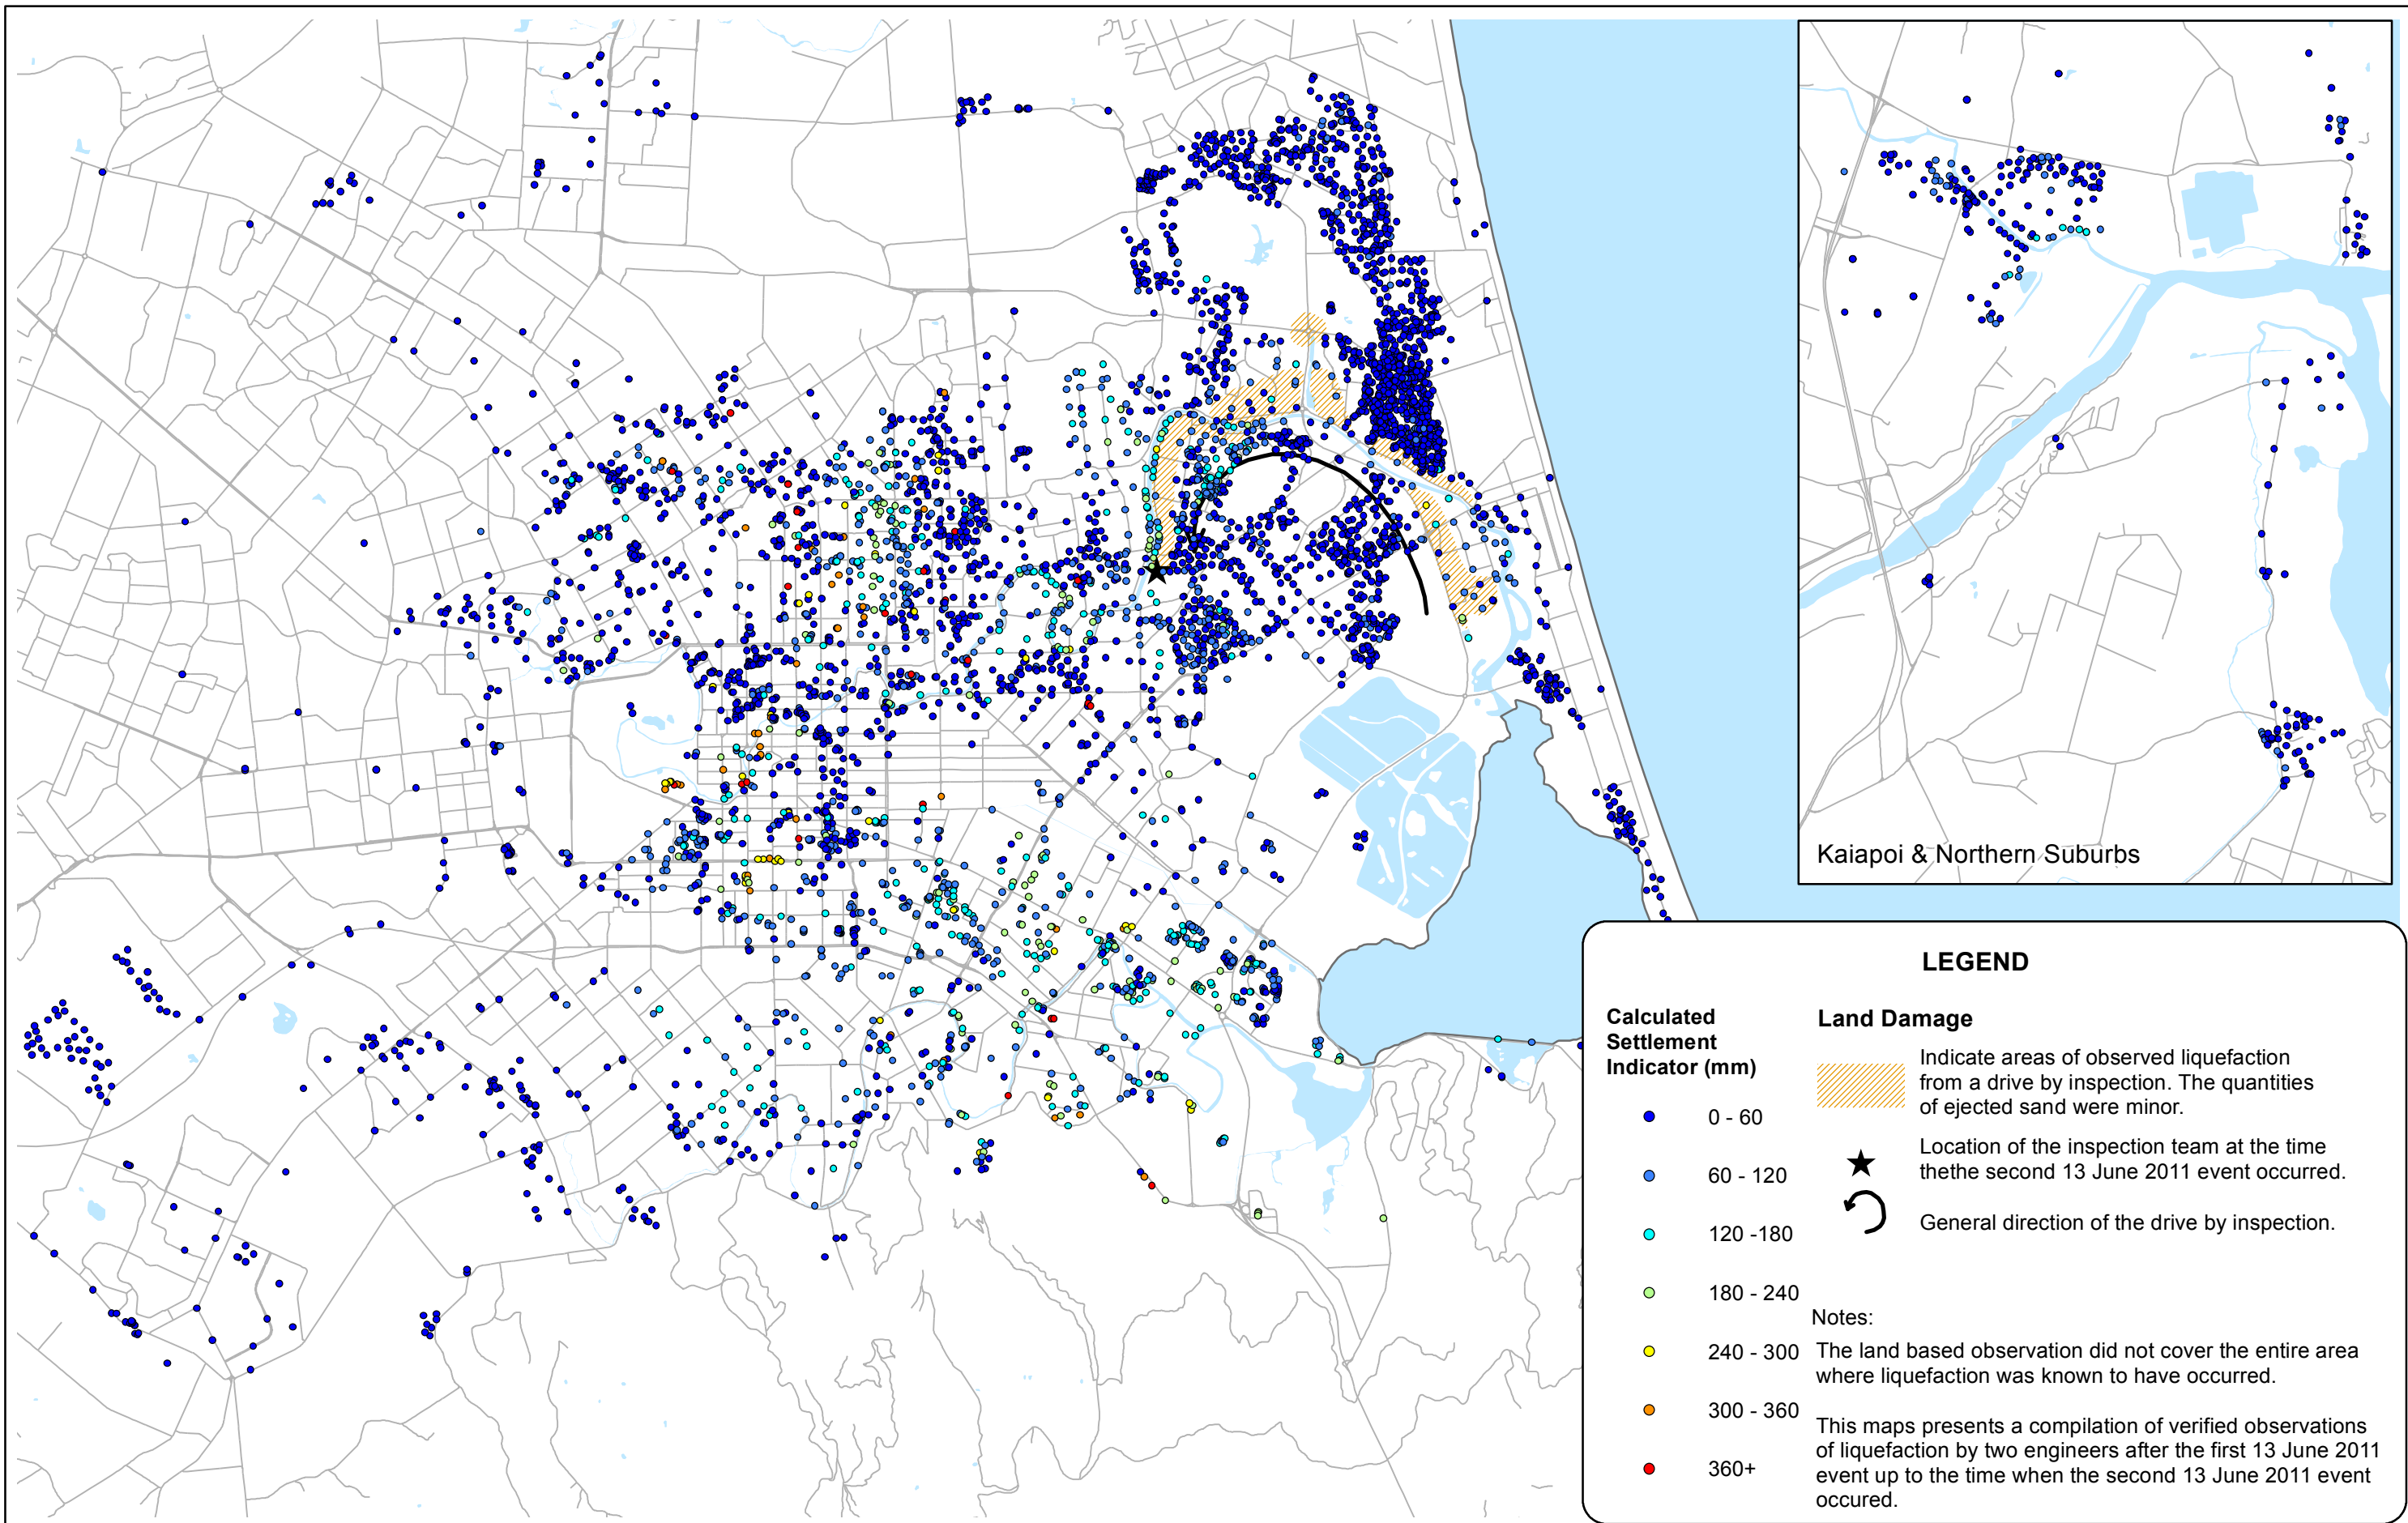 Kaiapoi & Northern Suburbs
LEGEND
Calculated
Settlement
Indicator (mm)
0 - 60
60 - 120
120 -180
180 - 240
240 - 300
300 - 360
360+
Land Damage
Indicate areas of observed liquefaction
from a drive by inspection. The quantities
of ejected sand were minor.
Location of the inspection team at the time
thethe second 13 June 2011 event occurred.
General direction of the drive by inspection.
Notes:
The land based observation did not cover the entire area
where liquefaction was known to have occurred.
This maps presents a compilation of verified observations
of liquefaction by two engineers after the first 13 June 2011
event up to the time when the second 13 June 2011 event
occured.